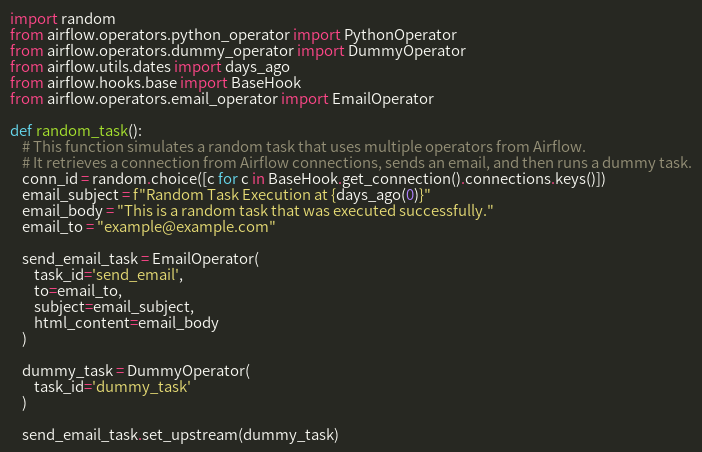 import random
from airflow.operators.python_operator import PythonOperator
from airflow.operators.dummy_operator import DummyOperator
from airflow.utils.dates import days_ago
from airflow.hooks.base import BaseHook
from airflow.operators.email_operator import EmailOperator

def random_task():
    # This function simulates a random task that uses multiple operators from Airflow.
    # It retrieves a connection from Airflow connections, sends an email, and then runs a dummy task.
    conn_id = random.choice([c for c in BaseHook.get_connection().connections.keys()])
    email_subject = f"Random Task Execution at {days_ago(0)}"
    email_body = "This is a random task that was executed successfully."
    email_to = "example@example.com"

    send_email_task = EmailOperator(
        task_id='send_email',
        to=email_to,
        subject=email_subject,
        html_content=email_body
    )

    dummy_task = DummyOperator(
        task_id='dummy_task'
    )

    send_email_task.set_upstream(dummy_task)